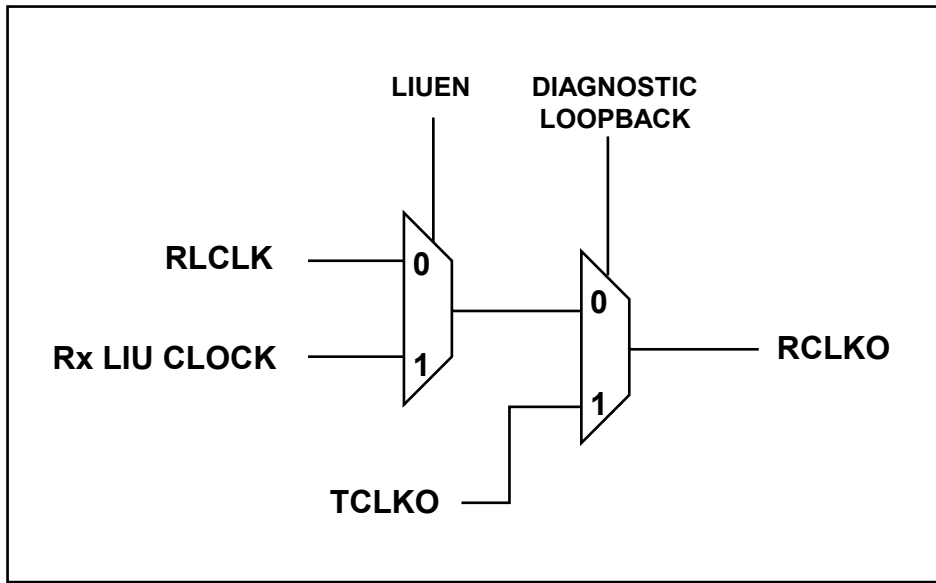 LIUEN
DIAGNOSTIC
LOOPBACK
RLCLK
0
0
Rx LIU CLOCK
1
RCLKO
1
TCLKO